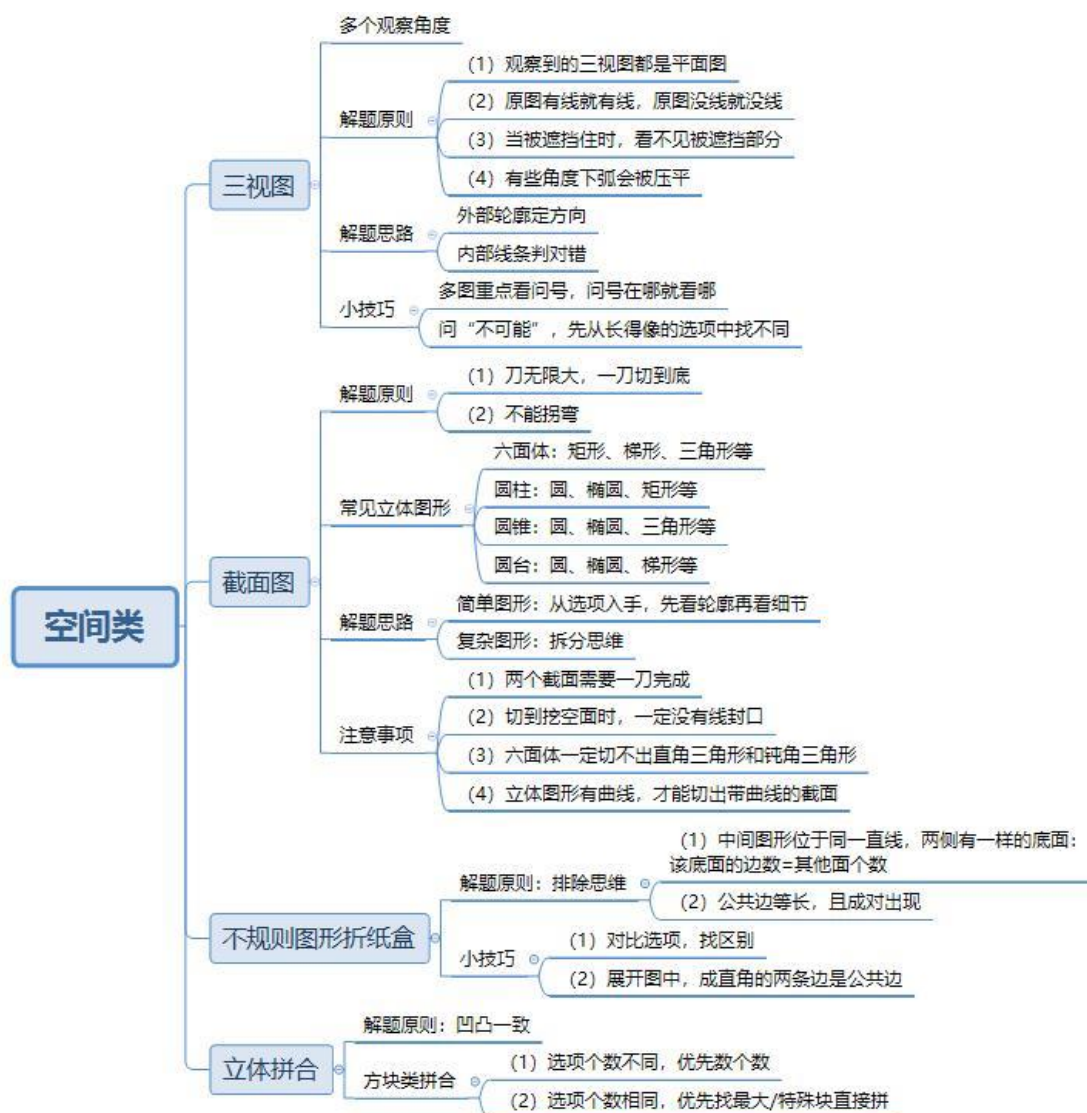 空间类
三视图
多个观察角度
解题原则
(1) 观察到的三视图都是平面图
(2) 原图有线就有线，原图没线就没线
(3) 当被遮挡住时，看不见被遮挡部分
(4) 有些角度下弧会被压平
解题思路
外部轮廓定方向
内部线条判对错
小技巧
多图重点看问号，问号在哪就看哪
问“不可能”，先从长得像的选项中找不同
截面图
解题原则
(1) 刀无限大，一刀切到底
(2) 不能拐弯
常见立体图形
六面体：矩形、梯形、三角形等
圆柱：圆、椭圆、矩形等
圆锥：圆、椭圆、三角形等
圆台：圆、椭圆、梯形等
解题思路
简单图形：从选项入手，先看轮廓再看细节
复杂图形：拆分思维
注意事项
(1) 两个截面需要一刀完成
(2) 切到挖空面时，一定没有线封口
(3) 六面体一定切不出直角三角形和钝角三角形
(4) 立体图形有曲线，才能切出带曲线的截面
不规则图形折纸盒
解题原则：排除思维
(1) 中间图形位于同一直线，两侧有一样的底面：
该底面的边数=其他面个数
(2) 公共边等长，且成对出现
小技巧
(1) 对比选项，找区别
(2) 展开图中，成直角的两条边是公共边
立体拼合
解题原则：凹凸一致
方块类拼合
(1) 选项个数不同，优先数个数
(2) 选项个数相同，优先找最大/特殊块直接拼